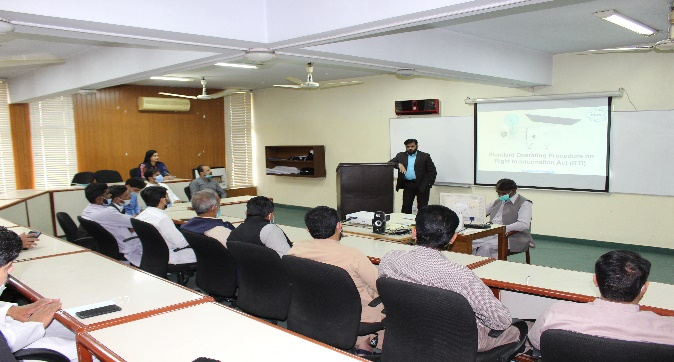 Standard Operating Procedure on
Right to Information Act (RTI)